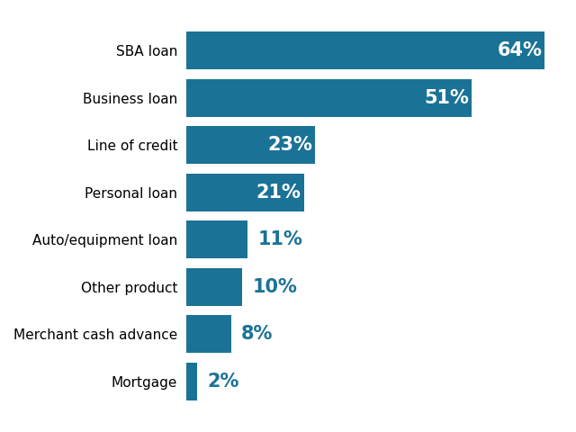 SBA loan 64%
Business loan 51%
Line of credit 23%
Personal loan 21%
Auto/equipment loan 11%
Other product 10%
Merchant cash advance 8%
Mortgage 2%